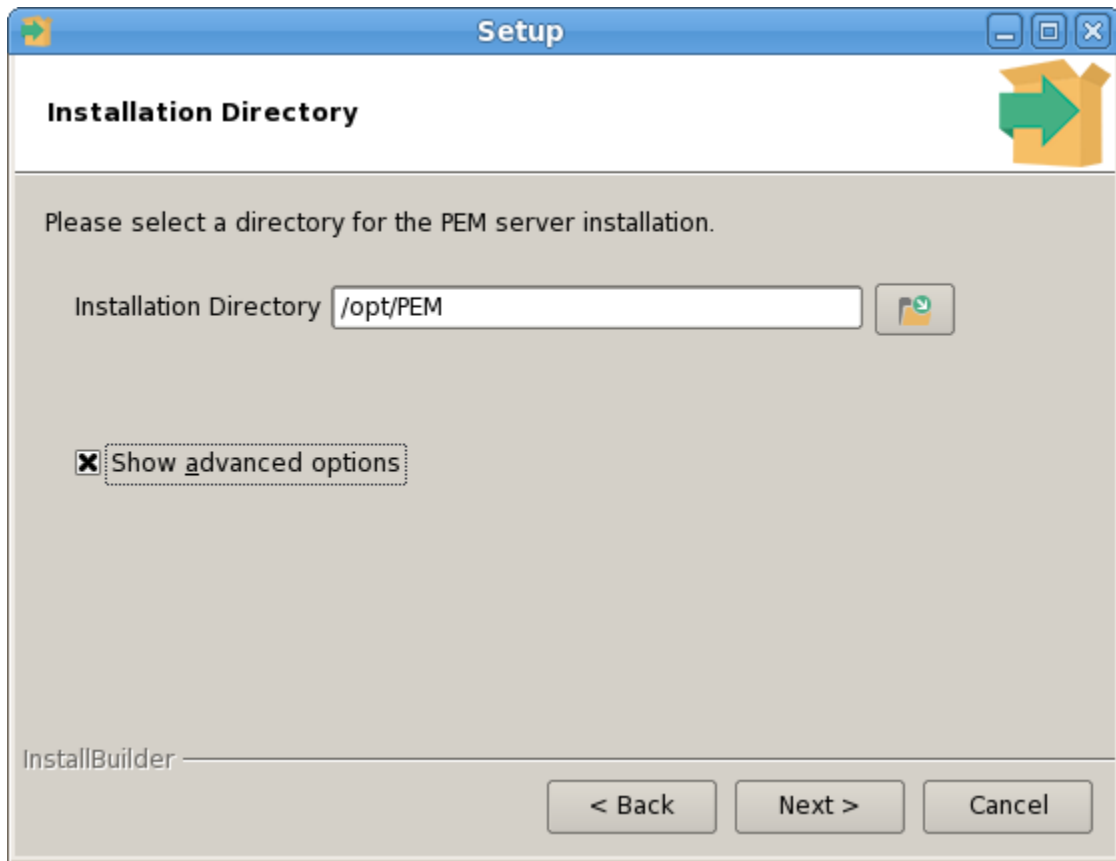 Setup
Installation Directory
Please select a directory for the PEM server installation.
Installation Directory /opt/PEM
Show advanced options
InstallBuilder
< Back Next > Cancel